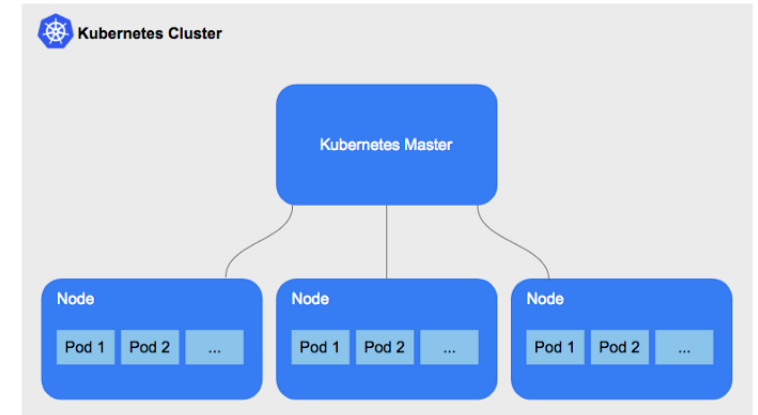 Kubernetes Cluster
Kubernetes Master
Node
Pod 1 Pod 2 ...
Node
Pod 1 Pod 2 ...
Node
Pod 1 Pod 2 ...